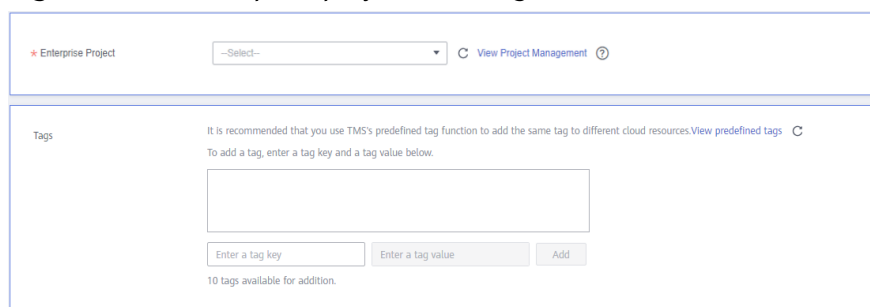 * Enterprise Project --Select-- View Project Management ?
Tags It is recommended that you use TMS's predefined tag function to add the same tag to different cloud resources.View predefined tags
To add a tag, enter a tag key and a tag value below.
Enter a tag key Enter a tag value Add
10 tags available for addition.